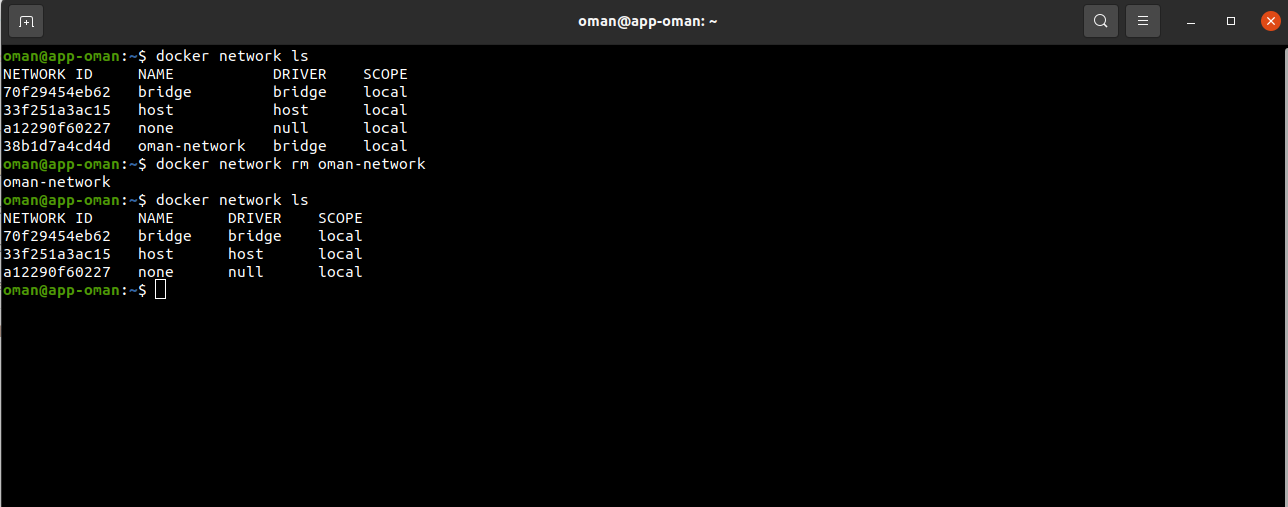 oman@app-oman: ~
oman@app-oman:~$ docker network ls
NETWORK ID     NAME           DRIVER    SCOPE
70f29454eb62   bridge         bridge    local
33f251a3ac15   host           host      local
a12290f60227   none           null      local
38b1d7a4cd4d   oman-network   bridge    local
oman@app-oman:~$ docker network rm oman-network
oman-network
oman@app-oman:~$ docker network ls
NETWORK ID     NAME      DRIVER    SCOPE
70f29454eb62   bridge    bridge    local
33f251a3ac15   host      host      local
a12290f60227   none      null      local
oman@app-oman:~$